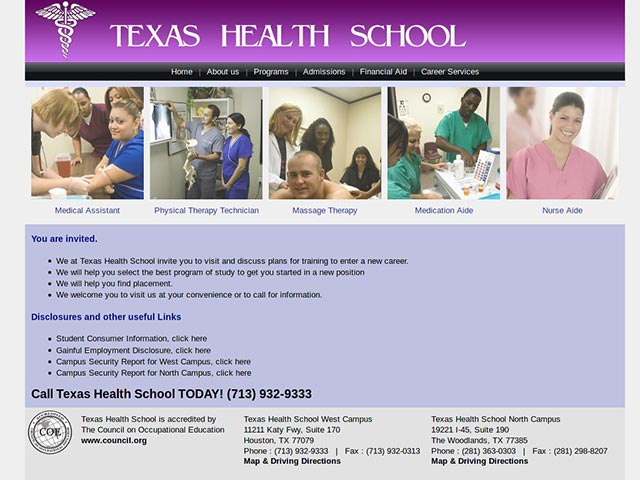 TEXAS HEALTH SCHOOL
Home | About us | Programs | Admissions | Financial Aid | Career Services
Medical Assistant
Physical Therapy Technician
Massage Therapy
Medication Aide
Nurse Aide
You are invited.
We at Texas Health School invite you to visit and discuss plans for training to enter a new career.
We will help you select the best program of study to get you started in a new position
We will help you find placement.
We welcome you to visit us at your convenience or to call for information.
Disclosures and other useful Links
Student Consumer Information, click here
Gainful Employment Disclosure, click here
Campus Security Report for West Campus, click here
Campus Security Report for North Campus, click here
Call Texas Health School TODAY! (713) 932-9333
COE
Texas Health School is accredited by
The Council on Occupational Education
www.council.org
Texas Health School West Campus
11211 Katy Fwy, Suite 170
Houston, TX 77079
Phone : (713) 932-9333 | Fax : (713) 932-0313
Map & Driving Directions
Texas Health School North Campus
19221 I-45, Suite 190
The Woodlands, TX 77385
Phone : (281) 363-0303 | Fax : (281) 298-8207
Map & Driving Directions